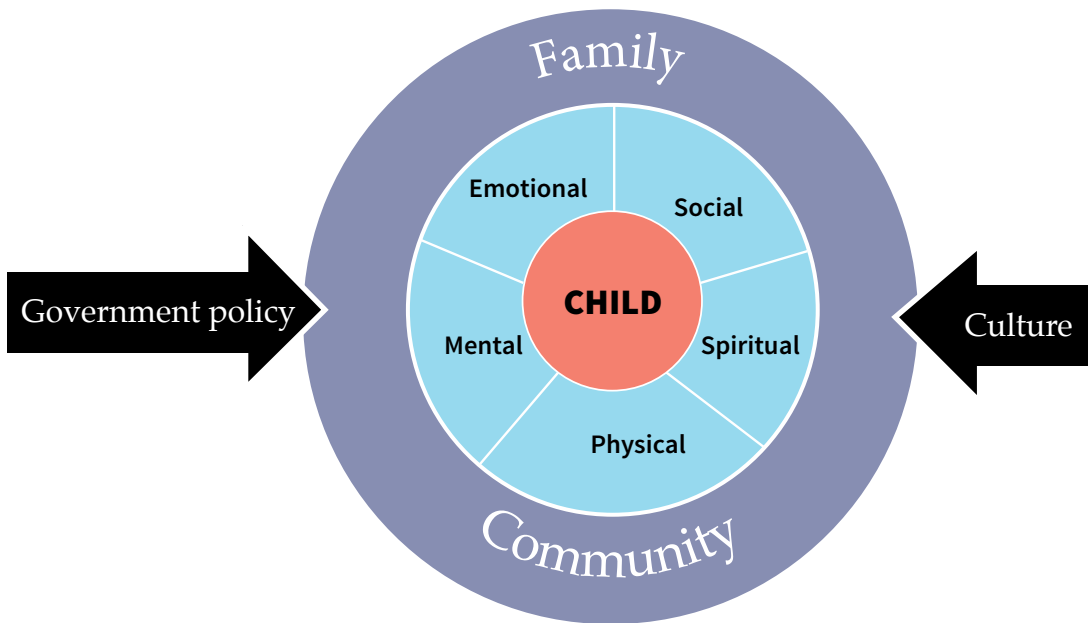 Family
Emotional
Social
CHILD
Government policy
Culture
Mental
Spiritual
Physical
Community